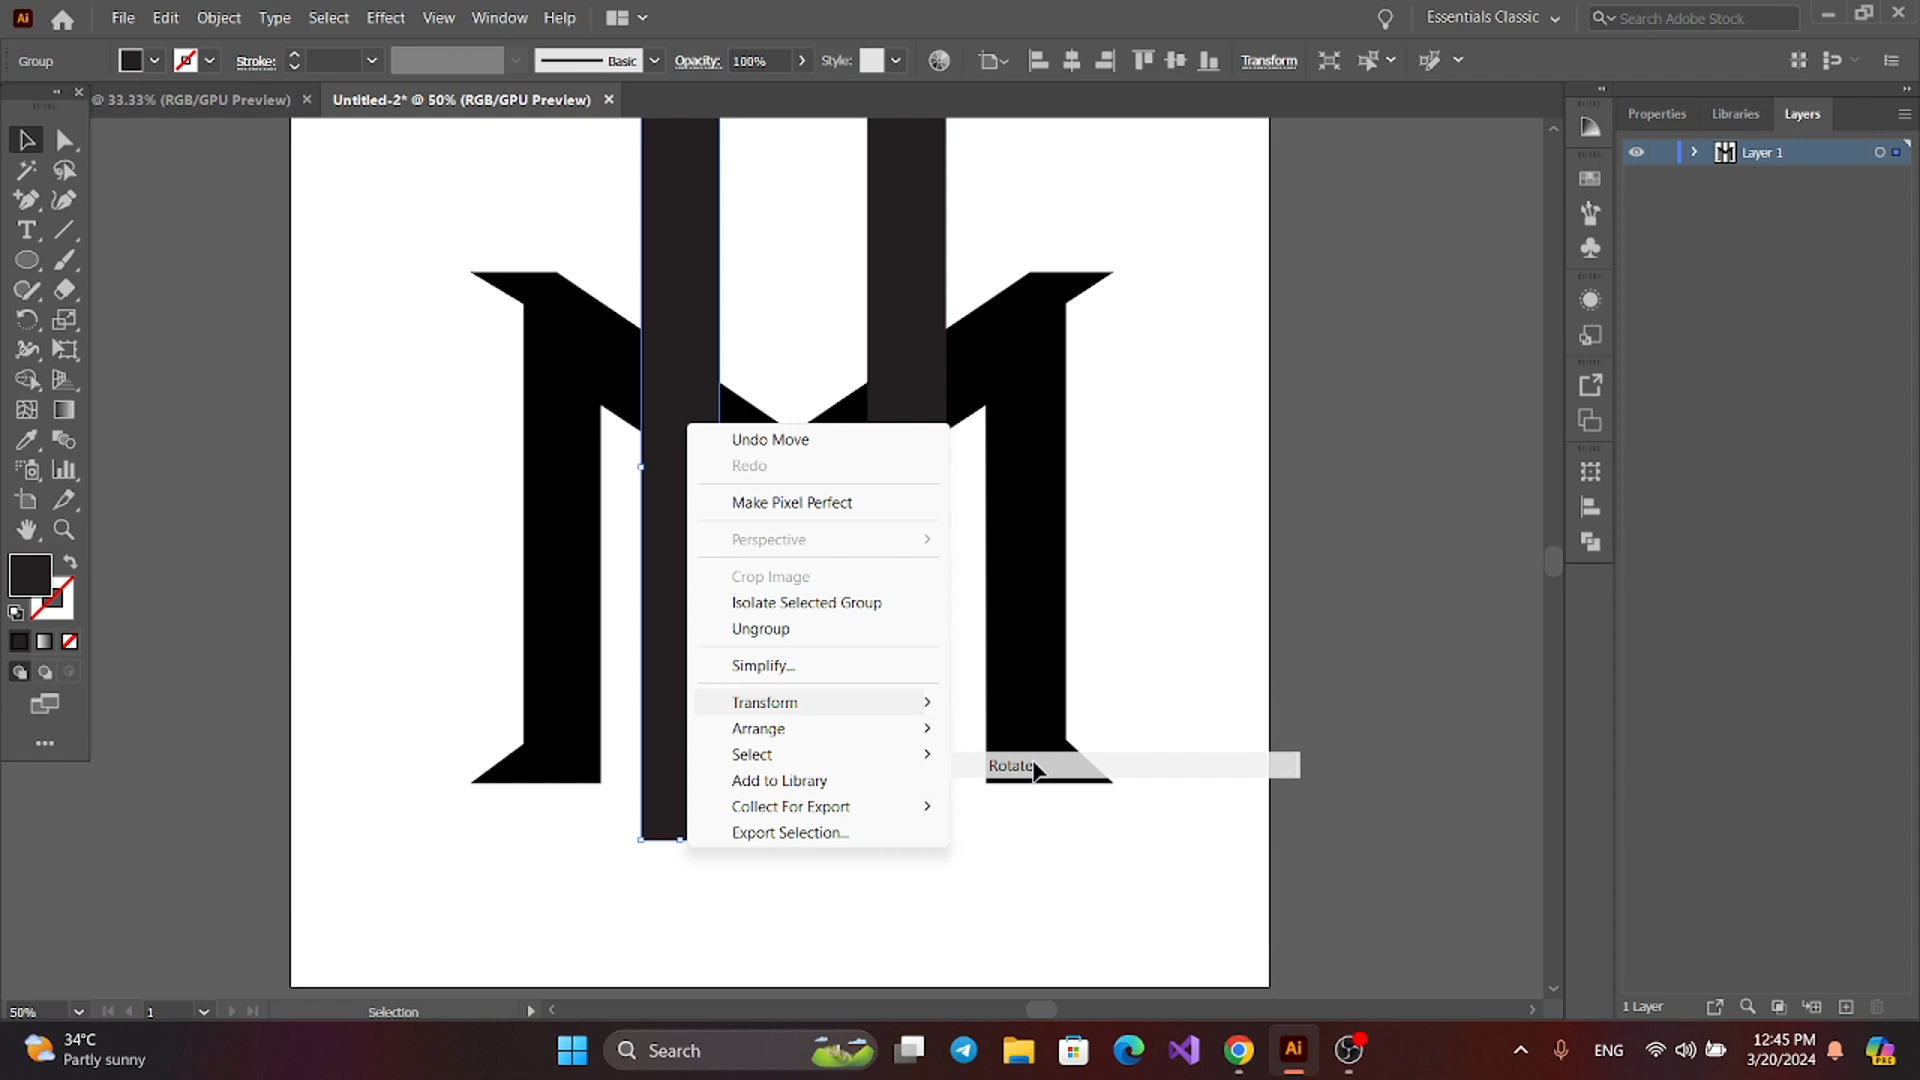 Ai File Edit Object Type Select Effect View Window Help Essentials Classic Search Adobe Stock
Group Stroke: Basic Opacity: 100% Style: Transform
@ 33.33% (RGB/GPU Preview) × Untitled-2* @ 50% (RGB/GPU Preview) ×
Properties Libraries Layers
Layer 1
Undo Move
Redo
Make Pixel Perfect
Perspective
Crop Image
Isolate Selected Group
Ungroup
Simplify...
Transform
Arrange
Select
Rotate
Add to Library
Collect For Export
Export Selection...
50% 1 Selection
1 Layer
34°C
Partly sunny
Search
Ai
ENG
12:45 PM
3/20/2024
PRE